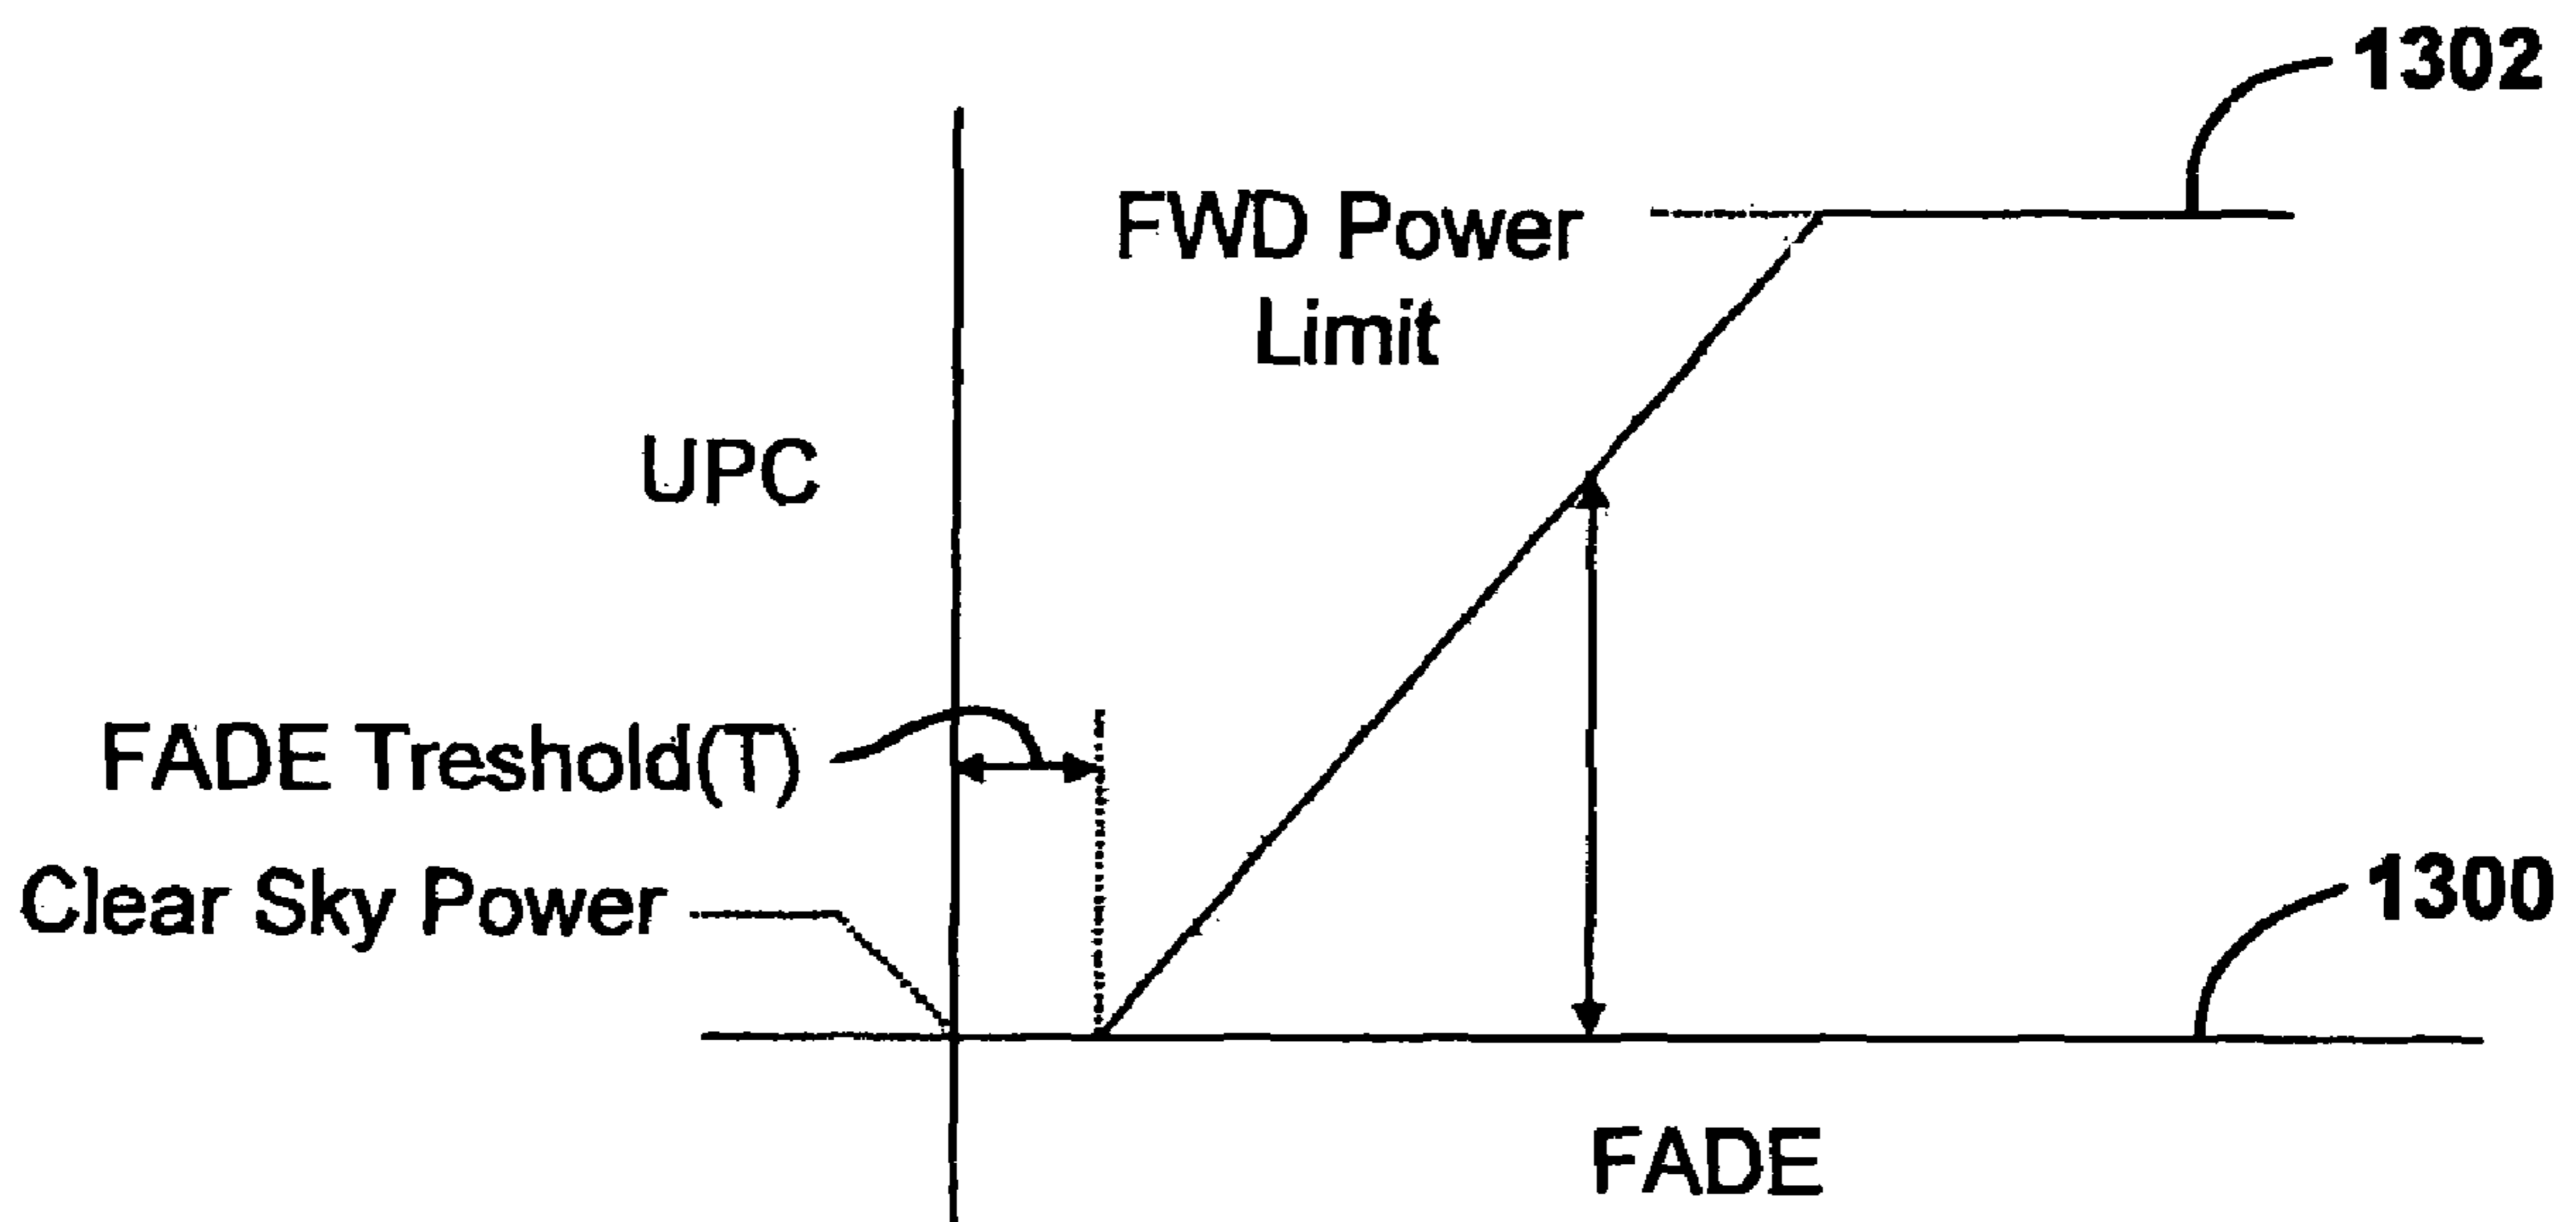 1302
FWD Power
Limit
UPC
FADE Treshold(T)
Clear Sky Power
1300
FADE